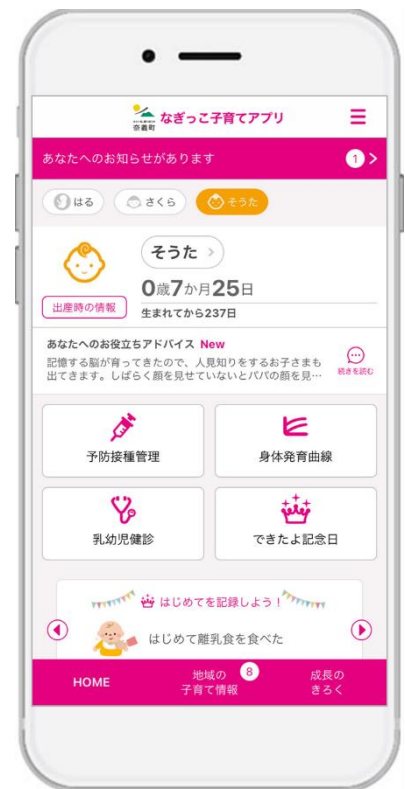 奈義町
なぎっこ子育てアプリ
あなたへのお知らせがあります
1
はる
さくら
そうた
そうた
0歳7か月25日
出産時の情報
生まれてから237日
あなたへのお役立ちアドバイス New
記憶する脳が育ってきたので、人見知りをするお子さまも
出てきます。しばらく顔を見せていないとパパの顔を見…
続きを読む
予防接種管理
身体発育曲線
乳幼児健診
できたよ記念日
はじめてを記録しよう!
はじめて離乳食を食べた
HOME
地域の
子育て情報
8
成長の
きろく